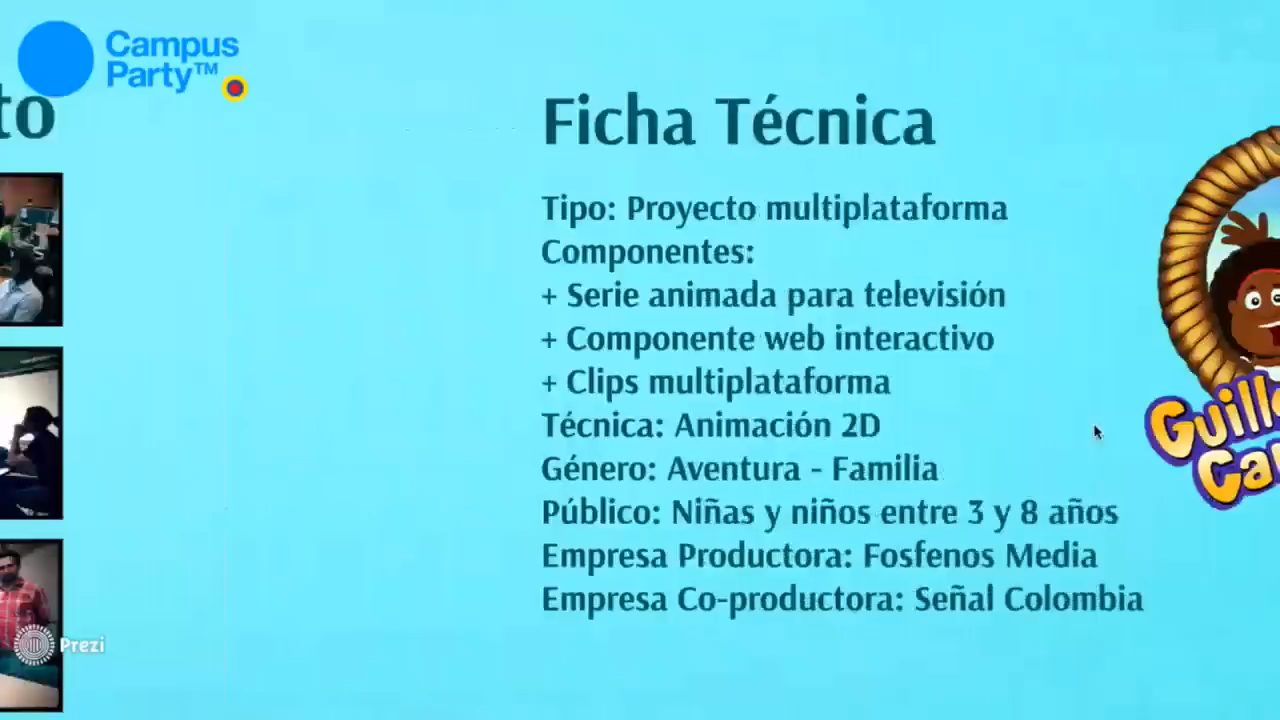 Campus
Party™
to
Ficha Técnica
Tipo: Proyecto multiplataforma
Componentes:
+ Serie animada para televisión
+ Componente web interactivo
+ Clips multiplataforma
Técnica: Animación 2D
Género: Aventura - Familia
Público: Niñas y niños entre 3 y 8 años
Empresa Productora: Fosfenos Media
Empresa Co-productora: Señal Colombia
Prezi